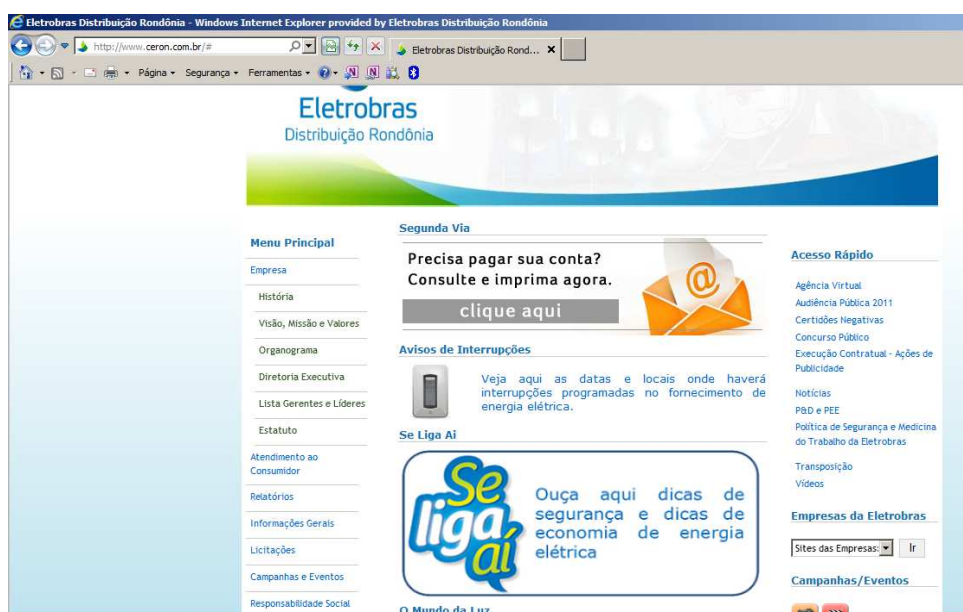 Eletrobras Distribuição Rondônia - Windows Internet Explorer provided by Eletrobras Distribuição Rondônia
http://www.ceron.com.br/#
Eletrobras Distribuição Rond...
Página Segurança Ferramentas
Eletrobras
Distribuição Rondônia
Menu Principal
Empresa
História
Visão, Missão e Valores
Organograma
Diretoria Executiva
Lista Gerentes e Líderes
Estatuto
Atendimento ao
Consumidor
Relatórios
Informações Gerais
Licitações
Campanhas e Eventos
Responsabilidade Social
Segunda Via
Precisa pagar sua conta?
Consulte e imprima agora.
clique aqui
Avisos de Interrupções
Veja aqui as datas e locais onde haverá
interrupções programadas no fornecimento de
energia elétrica.
Se Liga Ai
Se
liga
aí
Ouça aqui dicas de
segurança e dicas de
economia de energia
elétrica
O Mundo da Luz
Acesso Rápido
Agência Virtual
Audiência Pública 2011
Certidões Negativas
Concurso Público
Execução Contratual - Ações de
Publicidade
Notícias
P&D e PEE
Política de Segurança e Medicina
do Trabalho da Eletrobras
Transposição
Vídeos
Empresas da Eletrobras
Sites das Empresas: Ir
Campanhas/Eventos